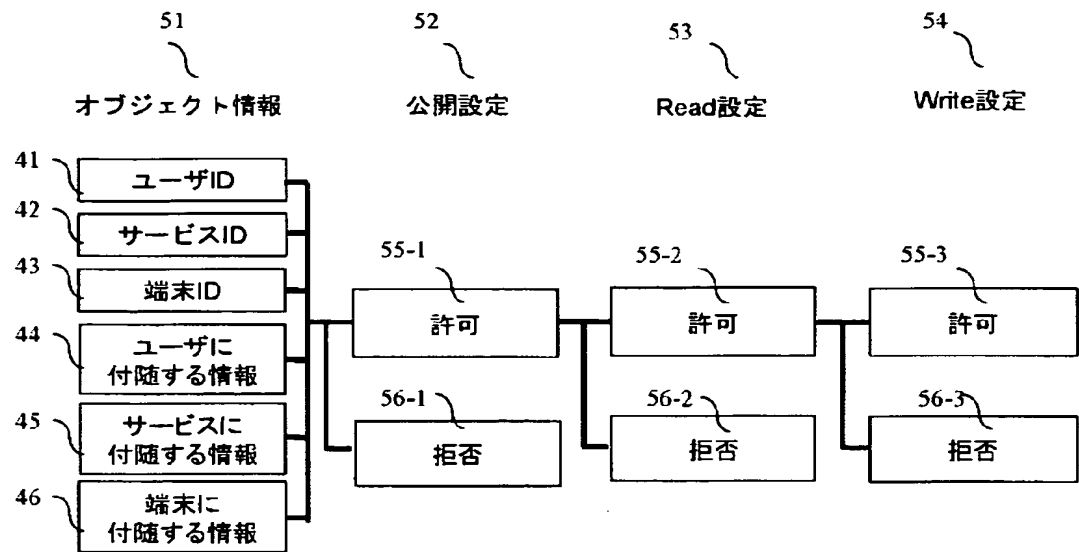 51
52
53
54
オブジェクト情報
公開設定
Read設定
Write設定
41
ユーザID
42
サービスID
43
端末ID
44
ユーザに
付随する情報
45
サービスに
付随する情報
46
端末に
付随する情報
55-1
許可
56-1
拒否
55-2
許可
56-2
拒否
55-3
許可
56-3
拒否